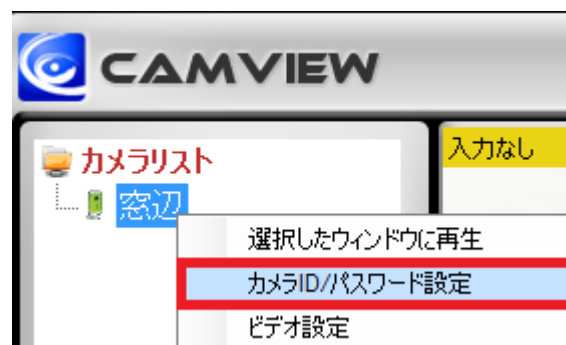 CAMVIEW
カメラリスト
入力なし
窓辺
選択したウィンドウに再生
カメラID/パスワード設定
ビデオ設定